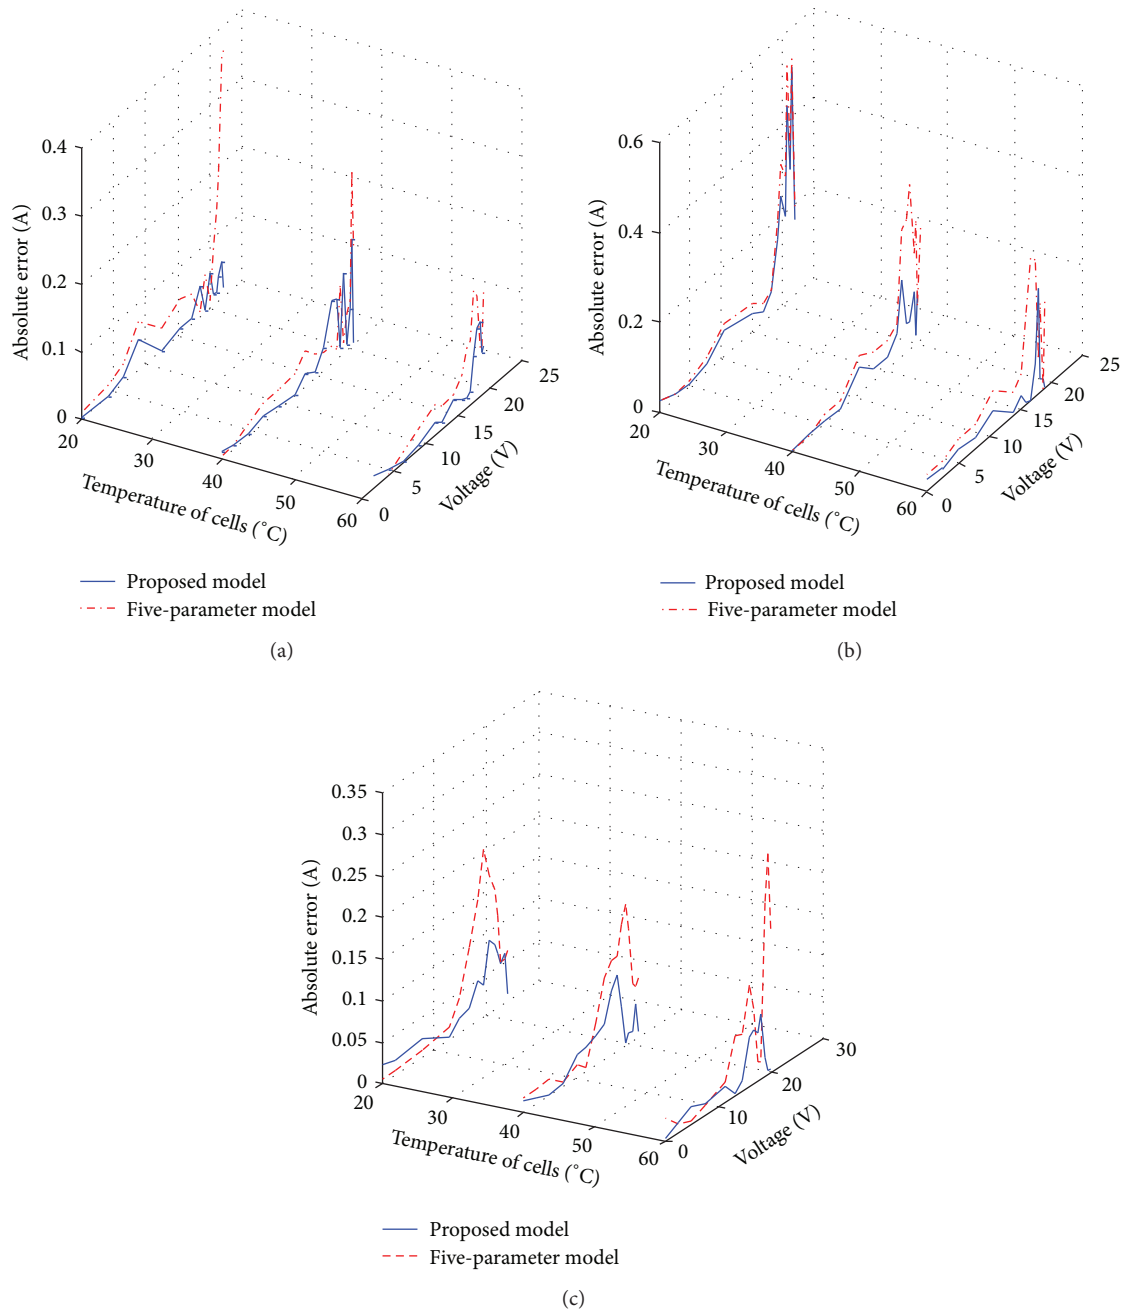 0.4
0.3
0.2
0.1
0
Absolute error (A)
20
30
40
50
60
Temperature of cells (°C)
0
5
10
15
20
25
Voltage (V)
Proposed model
Five-parameter model
(a)
0.6
0.4
0.2
0
Absolute error (A)
20
30
40
50
60
Temperature of cells (°C)
0
5
10
15
20
25
Voltage (V)
Proposed model
Five-parameter model
(b)
0.35
0.3
0.25
0.2
0.15
0.1
0.05
0
Absolute error (A)
20
30
40
50
60
Temperature of cells (°C)
0
10
20
30
Voltage (V)
Proposed model
Five-parameter model
(c)